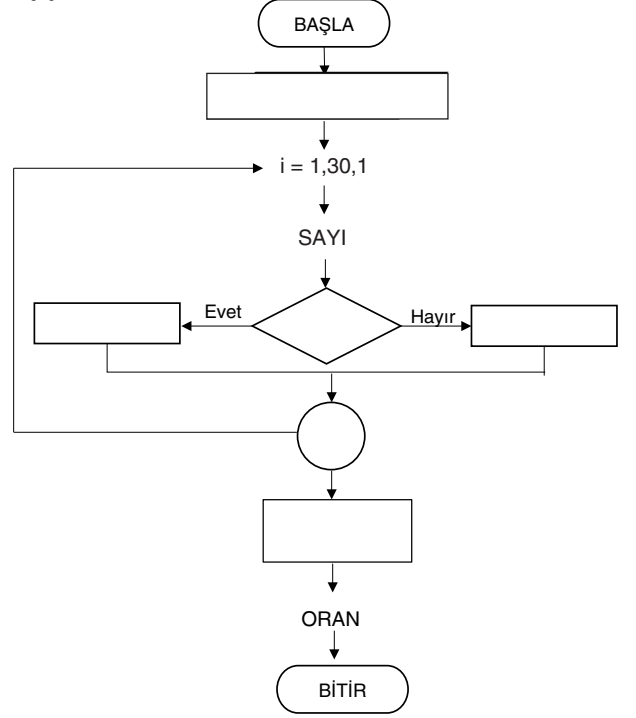 BAŞLA
i = 1,30,1
SAYI
Evet
Hayır
ORAN
BİTİR